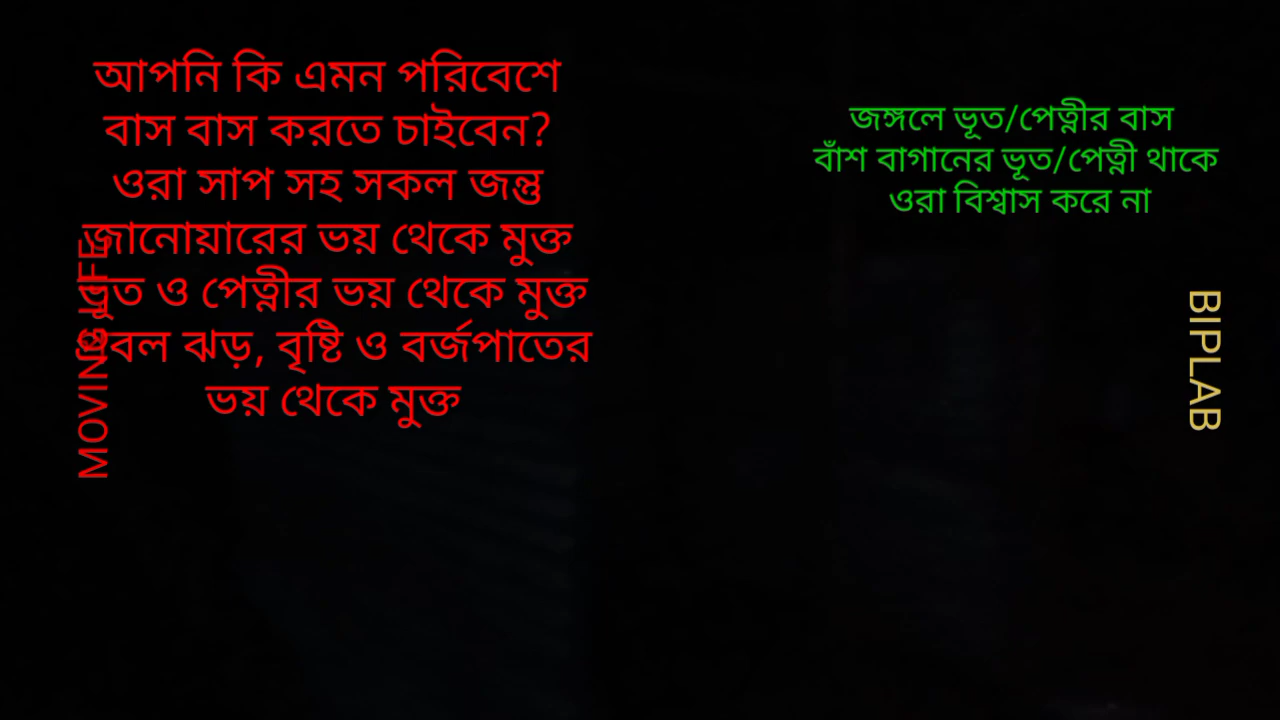 আপনি কি এমন পরিবেশে
বাস বাস করতে চাইবেন?
ওরা সাপ সহ সকল জন্তু
জানোয়ারের ভয় থেকে মুক্ত
ভূত ও পেত্নীর ভয় থেকে মুক্ত
প্রবল ঝড়, বৃষ্টি ও বর্জপাতের
ভয় থেকে মুক্ত
MOVING LIFE
জঙ্গলে ভূত/পেত্নীর বাস
বাঁশ বাগানের ভূত/পেত্নী থাকে
ওরা বিশ্বাস করে না
BIPLAB